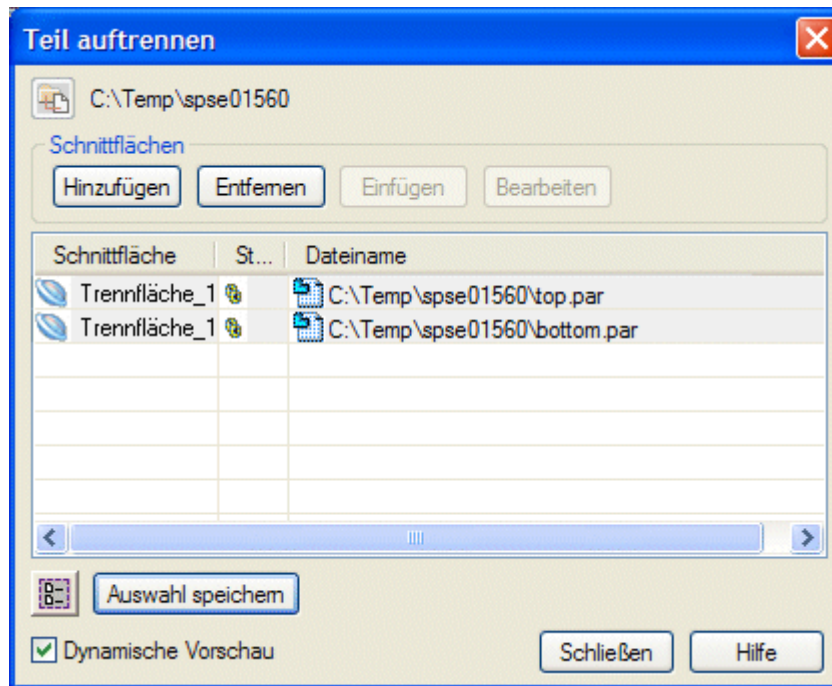 Teil auftrennen
C:\Temp\spse01560
Schnittflächen
Hinzufügen Entfernen Einfügen Bearbeiten
Schnittfläche St... Dateiname
Trennfläche_1 C:\Temp\spse01560\top.par
Trennfläche_1 C:\Temp\spse01560\bottom.par
Auswahl speichern
Dynamische Vorschau Schließen Hilfe